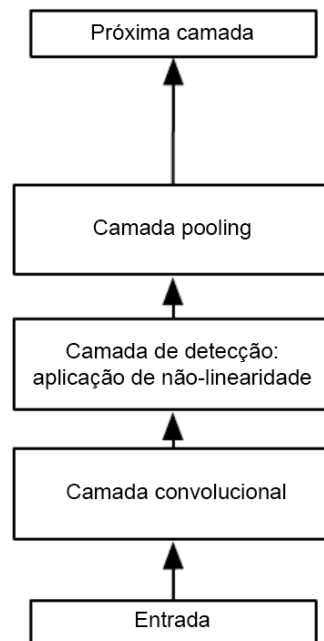 Próxima camada
Camada pooling
Camada de detecção:
aplicação de não-linearidade
Camada convolucional
Entrada